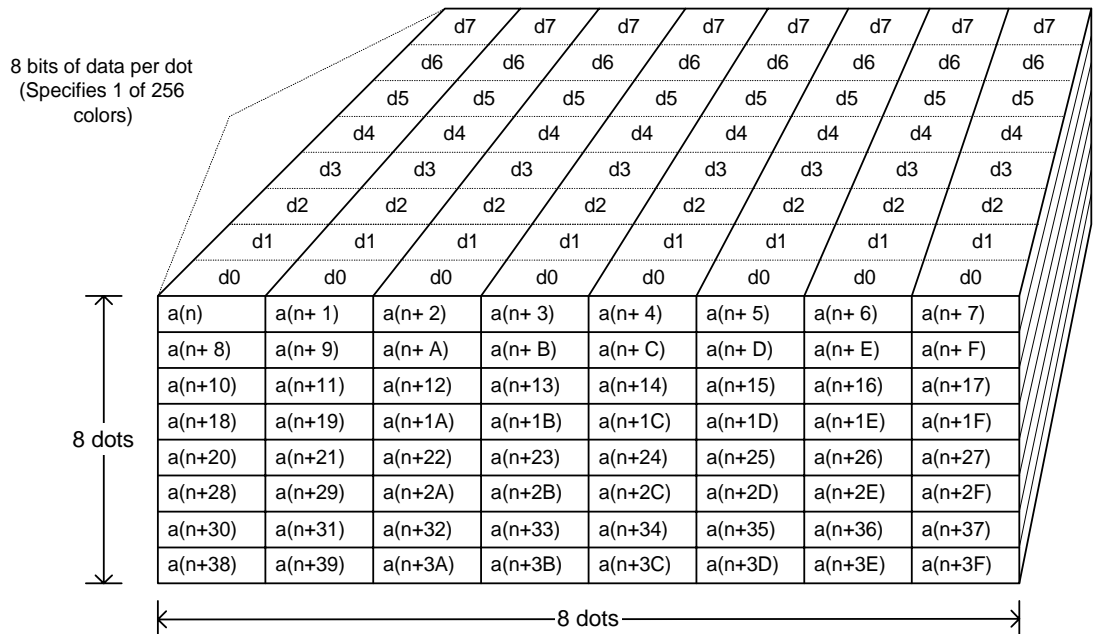 d7 d7 d7 d7 d7 d7 d7 d7
d6 d6 d6 d6 d6 d6 d6 d6
8 bits of data per dot
(Specifies 1 of 256
colors)
d5 d5 d5 d5 d5 d5 d5 d5
d4 d4 d4 d4 d4 d4 d4 d4
d3 d3 d3 d3 d3 d3 d3 d3
d2 d2 d2 d2 d2 d2 d2 d2
d1 d1 d1 d1 d1 d1 d1 d1
d0 d0 d0 d0 d0 d0 d0 d0
a(n) a(n+ 1) a(n+ 2) a(n+ 3) a(n+ 4) a(n+ 5) a(n+ 6) a(n+ 7)
a(n+ 8) a(n+ 9) a(n+ A) a(n+ B) a(n+ C) a(n+ D) a(n+ E) a(n+ F)
a(n+10) a(n+11) a(n+12) a(n+13) a(n+14) a(n+15) a(n+16) a(n+17)
a(n+18) a(n+19) a(n+1A) a(n+1B) a(n+1C) a(n+1D) a(n+1E) a(n+1F)
8 dots
a(n+20) a(n+21) a(n+22) a(n+23) a(n+24) a(n+25) a(n+26) a(n+27)
a(n+28) a(n+29) a(n+2A) a(n+2B) a(n+2C) a(n+2D) a(n+2E) a(n+2F)
a(n+30) a(n+31) a(n+32) a(n+33) a(n+34) a(n+35) a(n+36) a(n+37)
a(n+38) a(n+39) a(n+3A) a(n+3B) a(n+3C) a(n+3D) a(n+3E) a(n+3F)
8 dots